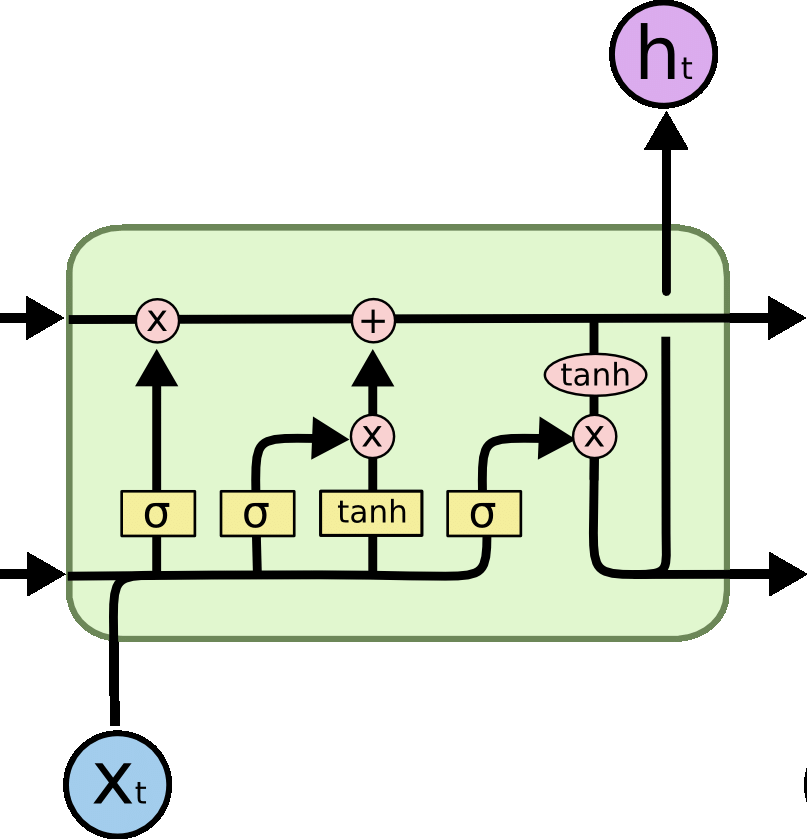 ht
x +
tanh
x x
σ σ tanh σ
xt